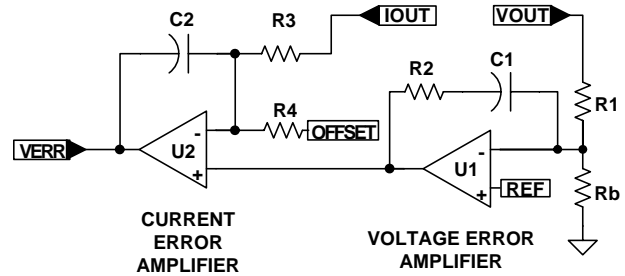 C2
R3
IOUT
VOUT
R2
C1
R1
R4
OFFSET
-
-
VERR
U2
U1
+
+
REF
Rb
CURRENT
ERROR
AMPLIFIER
VOLTAGE ERROR
AMPLIFIER